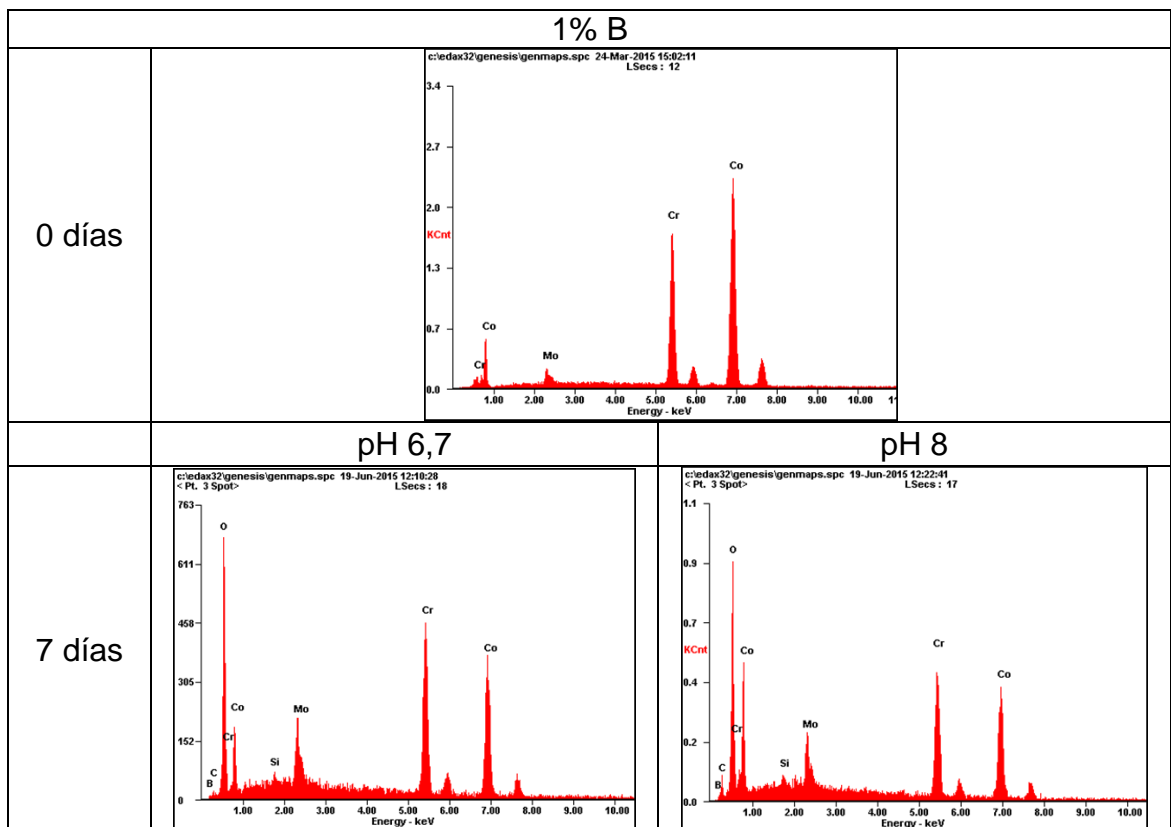 1% B
0 días
c:\edax32\genesis\genmaps.spc 24-Mar-2015 15:02:11
LSecs : 12
3.4
2.7
2.0
KCnt
1.3
0.7
0.0
Co
Cr
Mo
Cr
Co
1.00 2.00 3.00 4.00 5.00 6.00 7.00 8.00 9.00 10.00 11
Energy - keV
pH 6,7
pH 8
7 días
c:\edax32\genesis\genmaps.spc 19-Jun-2015 12:10:28
< Pt. 3 Spot>
LSecs : 18
763
611
458
305
152
0
B
C
O
Cr
Co
Si
Mo
Cr
Co
1.00 2.00 3.00 4.00 5.00 6.00 7.00 8.00 9.00 10.00
Energy - keV
c:\edax32\genesis\genmaps.spc 19-Jun-2015 12:22:41
< Pt. 3 Spot>
LSecs : 17
1.1
0.9
0.7
KCnt
0.4
0.2
0.0
B
C
O
Cr
Co
Si
Mo
Cr
Co
1.00 2.00 3.00 4.00 5.00 6.00 7.00 8.00 9.00 10.00
Energy - keV